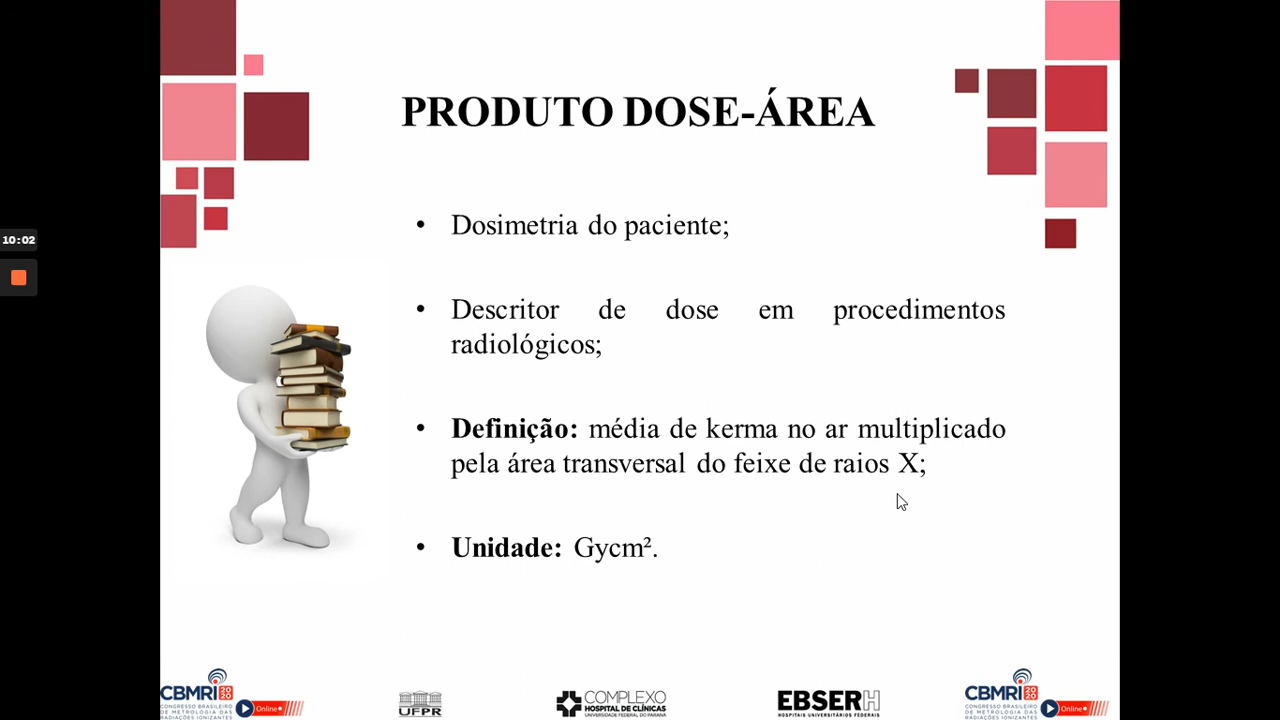 PRODUTO DOSE-ÁREA
10:02
• Dosimetria do paciente;
• Descritor de dose em procedimentos
radiológicos;
• Definição: média de kerma no ar multiplicado
pela área transversal do feixe de raios X;
• Unidade: Gycm².
CBMRI 2020
CONGRESSO BRASILEIRO
DE METROLOGIA DAS
RADIAÇÕES IONIZANTES
Online
UFPR
COMPLEXO
HOSPITAL DE CLÍNICAS
UNIVERSIDADE FEDERAL DO PARANÁ
EBSERH
HOSPITAIS UNIVERSITÁRIOS FEDERAIS
CBMRI 2020
CONGRESSO BRASILEIRO
DE METROLOGIA DAS
RADIAÇÕES IONIZANTES
Online